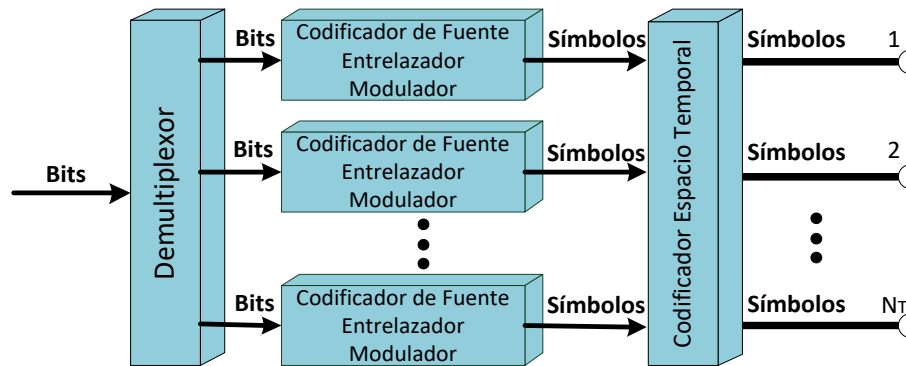 Bits
Demultiplexor
Bits
Codificador de Fuente
Entrelazador
Modulador
Símbolos
Bits
Codificador de Fuente
Entrelazador
Modulador
Símbolos
Bits
Codificador de Fuente
Entrelazador
Modulador
Símbolos
Codificador Espacio Temporal
Símbolos 1
Símbolos 2
Símbolos NT